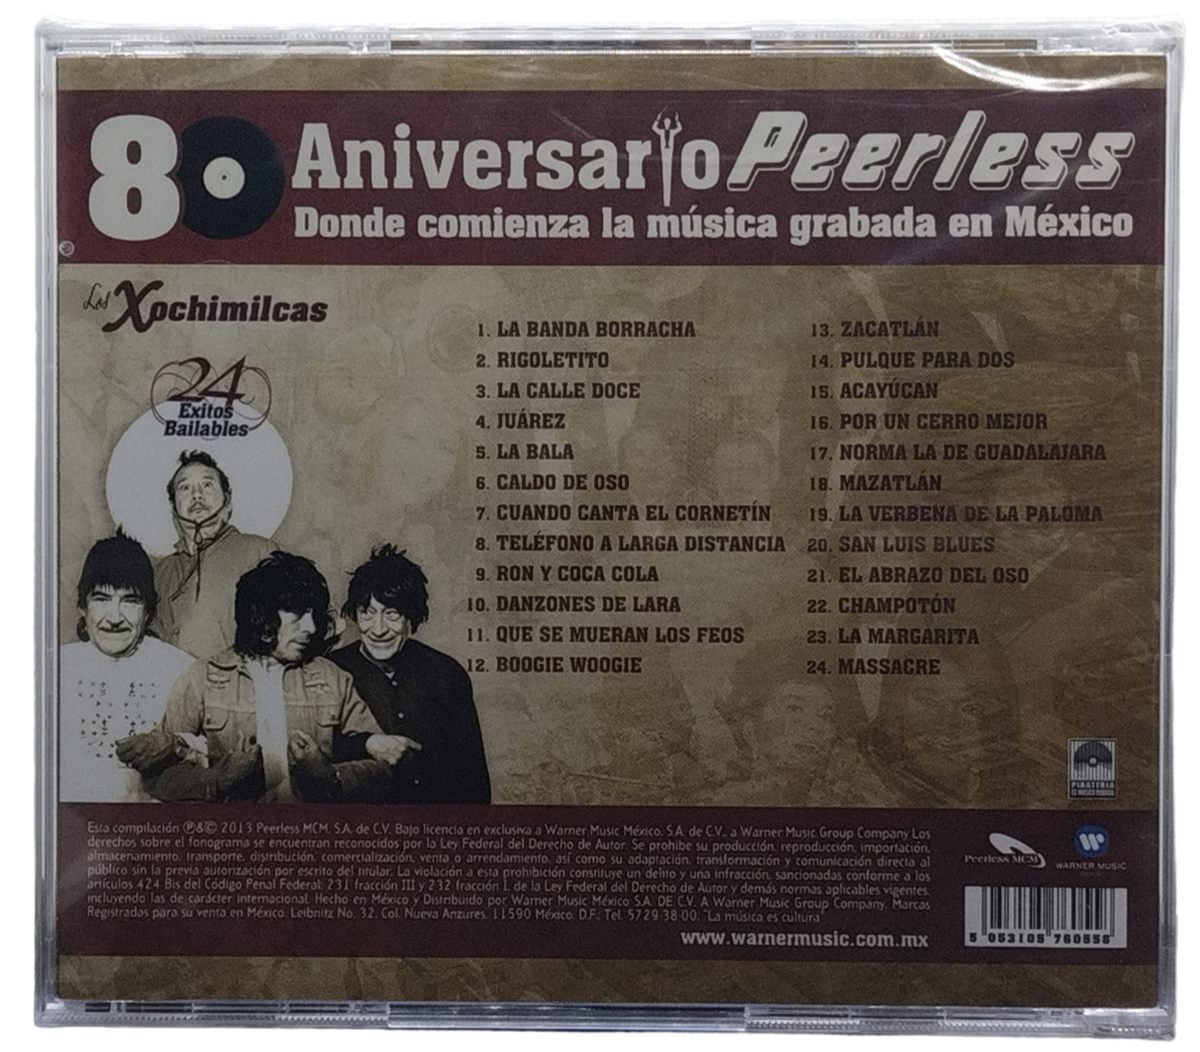 80 Aniversario Peerless
Donde comienza la música grabada en México
Los Xochimilcas
24
Exitos
Bailables
1. LA BANDA BORRACHA
2. RIGOLETITO
3. LA CALLE DOCE
4. JUÁREZ
5. LA BALA
6. CALDO DE OSO
7. CUANDO CANTA EL CORNETÍN
8. TELÉFONO A LARGA DISTANCIA
9. RON Y COCA COLA
10. DANZONES DE LARA
11. QUE SE MUERAN LOS FEOS
12. BOOGIE WOOGIE
13. ZACATLÁN
14. PULQUE PARA DOS
15. ACAYÚCAN
16. POR UN CERRO MEJOR
17. NORMA LA DE GUADALAJARA
18. MAZATLÁN
19. LA VERBENA DE LA PALOMA
20. SAN LUIS BLUES
21. EL ABRAZO DEL OSO
22. CHAMPOTÓN
23. LA MARGARITA
24. MASSACRE
PIRATERIA
Esta compilación ℗&© 2013 Peerless MCM, S.A. de C.V. Bajo licencia en exclusiva a Warner Music México, S.A. de C.V., a Warner Music Group Company Los
derechos sobre el fonograma se encuentran reconocidos por la Ley Federal del Derecho de Autor. Se prohibe su producción, reproducción, importación,
almacenamiento, transporte, distribución, comercialización, venta o arrendamiento, así como su adaptación, transformación y comunicación directa al
público sin la previa autorización por escrito del titular. La violación a esta prohibición constituye un delito y una infracción, sancionadas conforme a los
artículos 424 Bis del Código Penal Federal; 231 fracción III y 232 fracción I, de la Ley Federal del Derecho de Autor y demás normas aplicables vigentes,
incluyendo las de carácter internacional. Hecho en México y Distribuido por Warner Music México S.A. DE C.V. A Warner Music Group Company. Marcas
Registradas para su venta en México. Leibnitz No. 32, Col. Nueva Anzures, 11590 México, D.F.; Tel. 5729-38-00. "La música es cultura"
www.warnermusic.com.mx
Peerless MCM
WARNER MUSIC
5 053105 760558